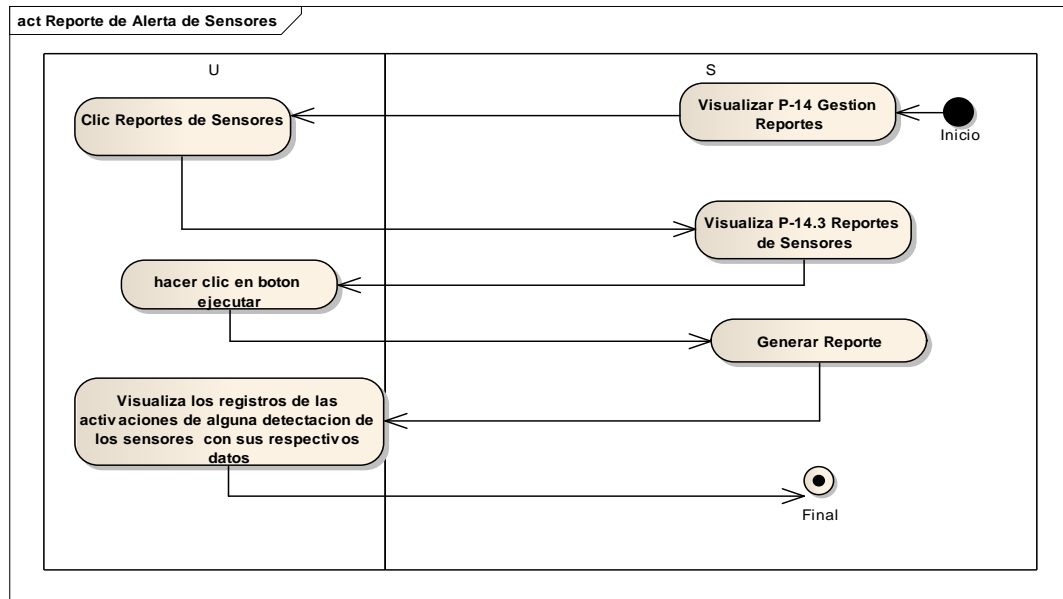 act Reporte de Alerta de Sensores
U
S
Clic Reportes de Sensores
Visualizar P-14 Gestion
Reportes
Inicio
Visualiza P-14.3 Reportes
de Sensores
hacer clic en boton
ejecutar
Generar Reporte
Visualiza los registros de las
activaciones de alguna detectacion de
los sensores con sus respectivos
datos
Final